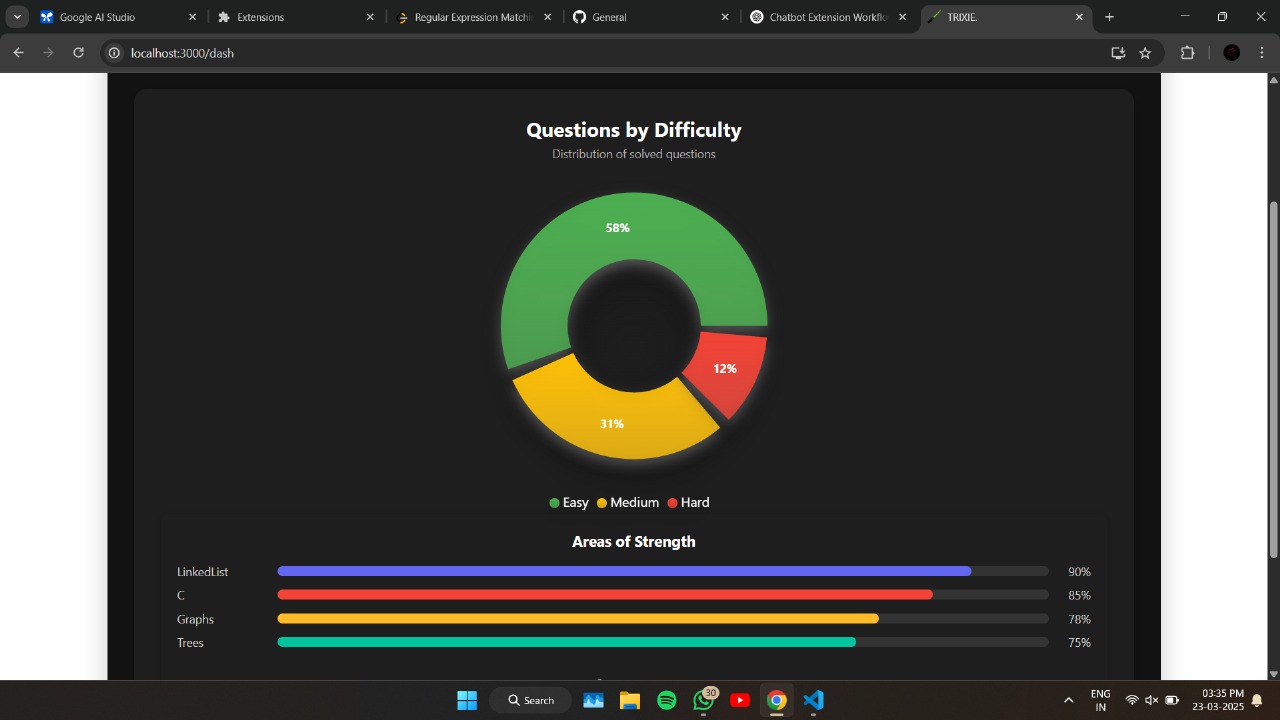 Google AI Studio
Extensions
Regular Expression Matchin
General
Chatbot Extension Workflo
TRIXIE.
localhost:3000/dash
Questions by Difficulty
Distribution of solved questions
58%
12%
31%
Easy Medium Hard
Areas of Strength
LinkedList 90%
C 85%
Graphs 78%
Trees 75%
Search
30
ENG
IN
03:35 PM
23-03-2025